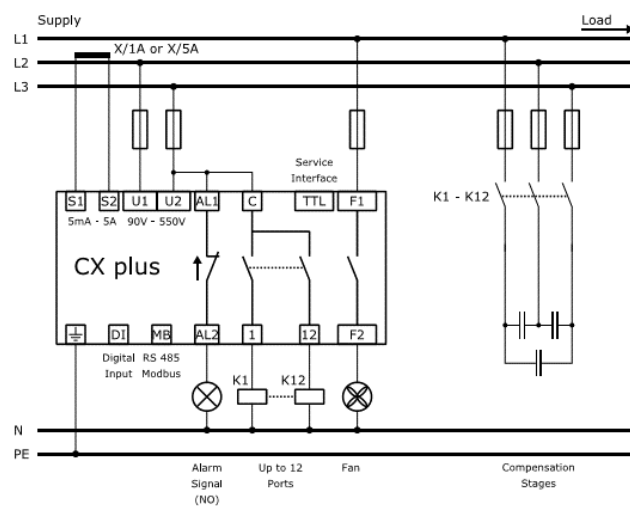 Supply
Load
L1
X/1A or X/5A
L2
L3
Service
Interface
S1 S2 U1 U2 AL1 C TTL F1
5mA - 5A 90V - 550V
K1 - K12
CX plus
DI MB AL2 1 12 F2
Digital RS 485
Input Modbus
K1 K12
N
PE
Alarm Up to 12 Fan Compensation
Signal Ports Stages
(NO)